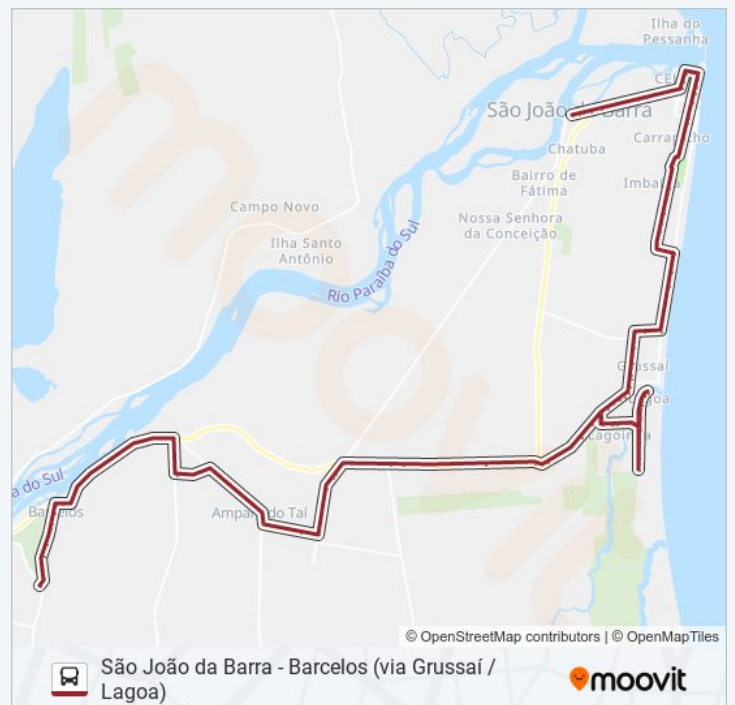 Ilha do
Pessanha
São João da Barra
Chatuba
Bairro de
Fátima
Imbaíba
Campo Novo
Nossa Senhora
da Conceição
Ilha Santo
Antônio
Rio Paraíba do Sul
Grussaí
Lagoa
Lagoinha
a do Sul
Barcelos
Amparo do Taí
© OpenStreetMap contributors | © OpenMapTiles
São João da Barra - Barcelos (via Grussaí /
Lagoa)
moovit